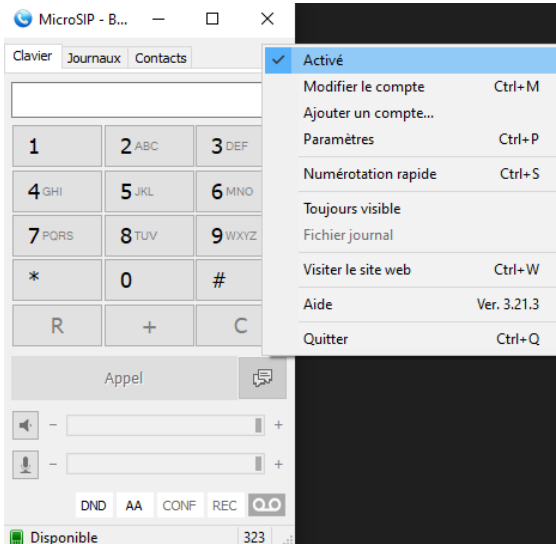 MicroSIP - B...
Clavier Journaux Contacts
Activé
Modifier le compte Ctrl+M
Ajouter un compte...
Paramètres Ctrl+P
Numérotation rapide Ctrl+S
Toujours visible
Fichier journal
Visiter le site web Ctrl+W
Aide Ver. 3.21.3
Quitter Ctrl+Q
1 2 ABC 3 DEF
4 GHI 5 JKL 6 MNO
7 PQRS 8 TUV 9 WXYZ
* 0 #
R + C
Appel
- +
- +
DND AA CONF REC
Disponible 323